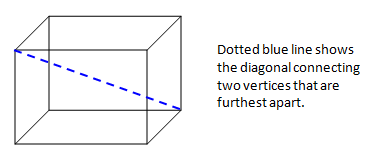 Dotted blue line shows
the diagonal connecting
two vertices that are
furthest apart.